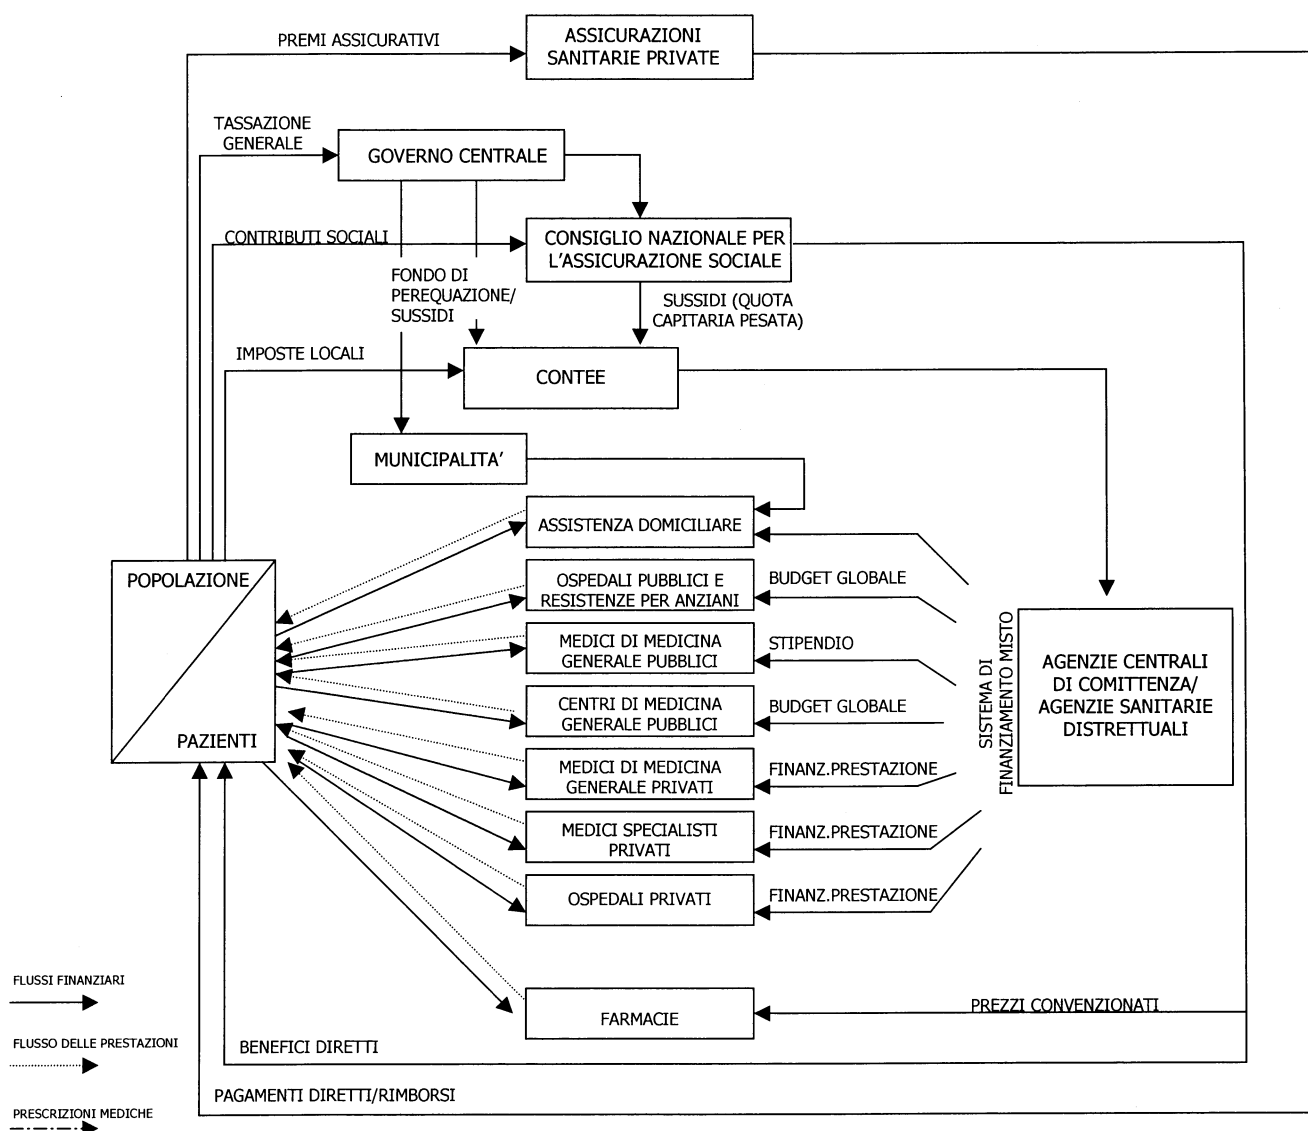 PREMI ASSICURATIVI
ASSICURAZIONI
SANITARIE PRIVATE
TASSAZIONE
GENERALE
GOVERNO CENTRALE
CONTRIBUTI SOCIALI
CONSIGLIO NAZIONALE PER
L'ASSICURAZIONE SOCIALE
FONDO DI
PEREQUAZIONE/
SUSSIDI
SUSSIDI (QUOTA
CAPITARIA PESATA)
IMPOSTE LOCALI
CONTEE
MUNICIPALITA'
ASSISTENZA DOMICILIARE
POPOLAZIONE
PAZIENTI
OSPEDALI PUBBLICI E
RESISTENZE PER ANZIANI
BUDGET GLOBALE
MEDICI DI MEDICINA
GENERALE PUBBLICI
STIPENDIO
CENTRI DI MEDICINA
GENERALE PUBBLICI
BUDGET GLOBALE
MEDICI DI MEDICINA
GENERALE PRIVATI
FINANZ.PRESTAZIONE
MEDICI SPECIALISTI
PRIVATI
FINANZ.PRESTAZIONE
OSPEDALI PRIVATI
FINANZ.PRESTAZIONE
SISTEMA DI
FINANZIAMENTO MISTO
AGENZIE CENTRALI
DI COMITTENZA/
AGENZIE SANITARIE
DISTRETTUALI
FARMACIE
PREZZI CONVENZIONATI
BENEFICI DIRETTI
PAGAMENTI DIRETTI/RIMBORSI
FLUSSI FINANZIARI
FLUSSO DELLE PRESTAZIONI
PRESCRIZIONI MEDICHE